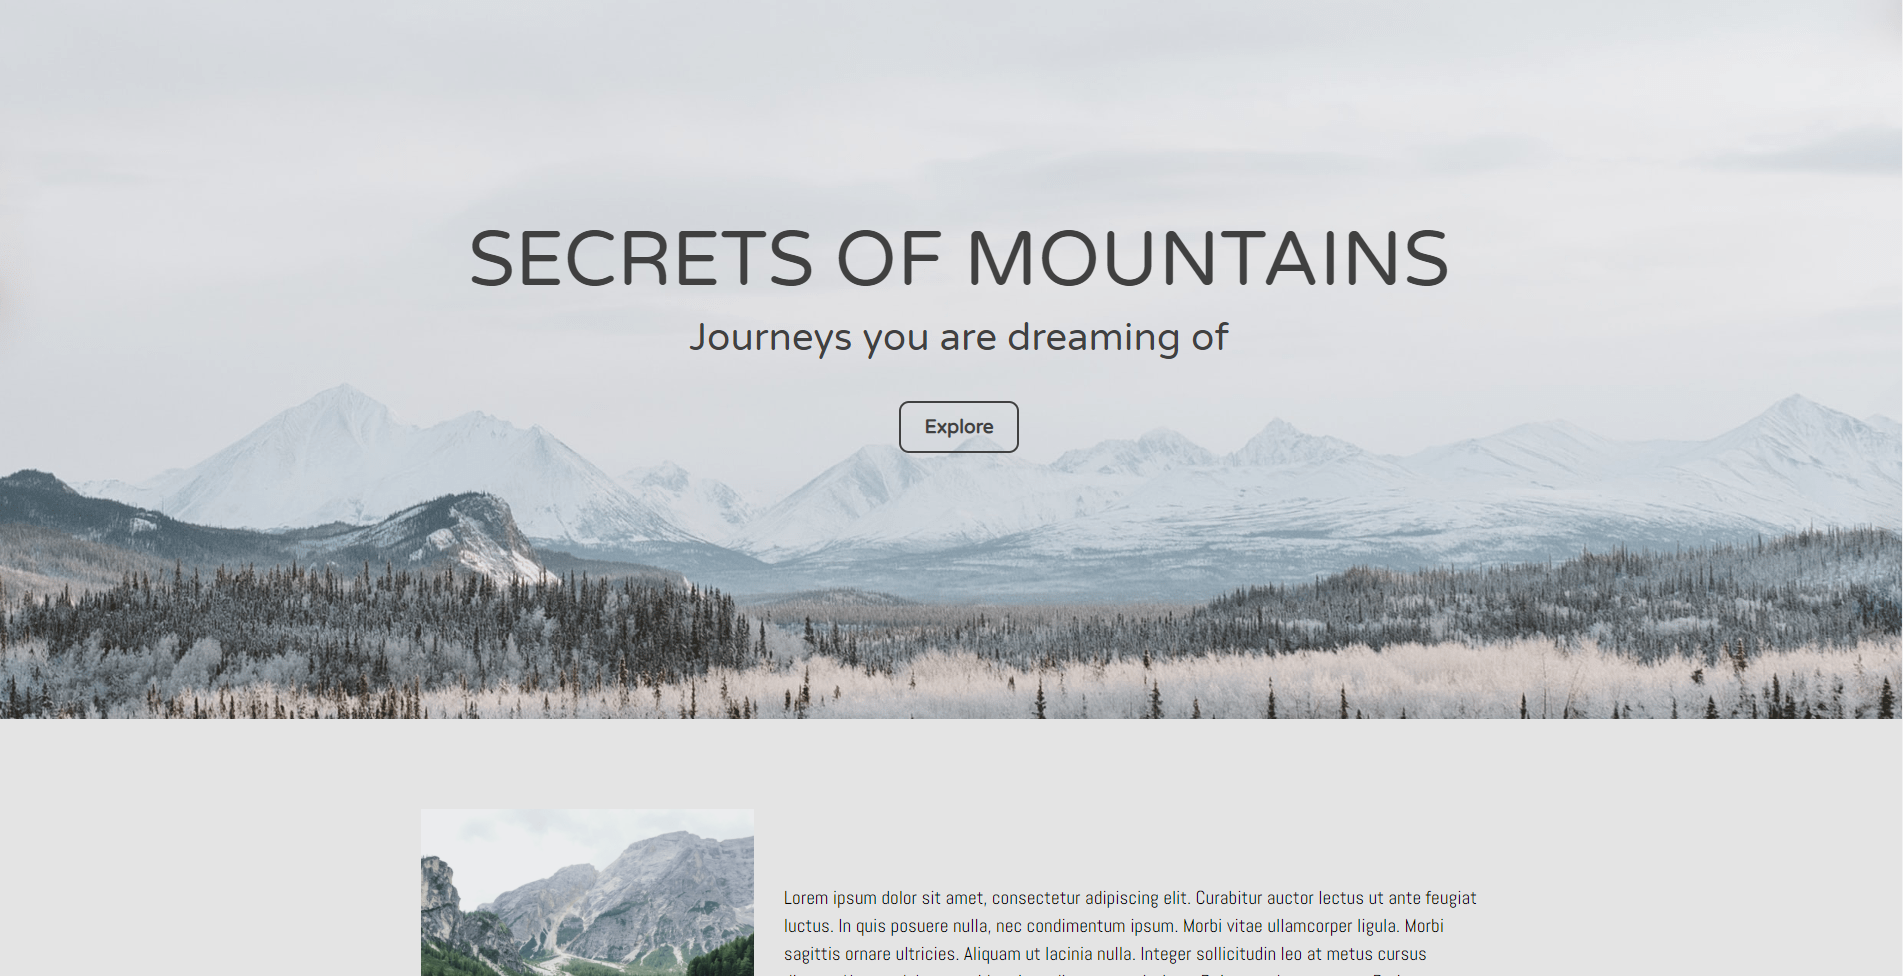 SECRETS OF MOUNTAINS
Journeys you are dreaming of
Explore
Lorem ipsum dolor sit amet, consectetur adipiscing elit. Curabitur auctor lectus ut ante feugiat
luctus. In quis posuere nulla, nec condimentum ipsum. Morbi vitae ullamcorper ligula. Morbi
sagittis ornare ultricies. Aliquam ut lacinia nulla. Integer sollicitudin leo at metus cursus